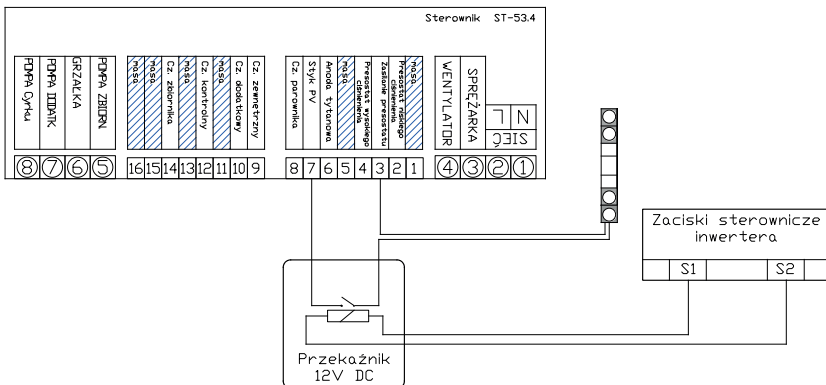 Sterownik ST-53.4
POMPA Cyrku
POMPA DODATK.
GRZAŁKA
POMPA ZBIORN.
masa
masa
Cz. zbiornika
masa
Cz. kontrolny
masa
Cz. dodatkowy
Cz. zewnetrzny
Cz. parownika
Styk PV
Anoda tytanowa
masa
Presostat wysokiego ciśnienienia
Zasilanie presostatu
Presostat niskiego ciśnienienia
masa
WENTYLATOR
SPRĘŻARKA
L
N
SIEĆ
8 7 6 5
16 15 14 13 12 11 10 9
8 7 6 5 4 3 2 1
4 3 2 1
Zaciski sterownicze
inwertera
S1 S2
Przekaźnik
12V DC